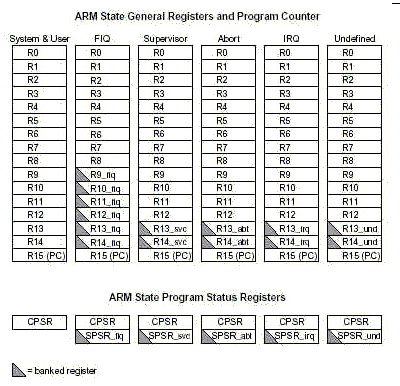 ARM State General Registers and Program Counter
System & User FIQ Supervisor Abort IRQ Undefined
R0 R0 R0 R0 R0 R0
R1 R1 R1 R1 R1 R1
R2 R2 R2 R2 R2 R2
R3 R3 R3 R3 R3 R3
R4 R4 R4 R4 R4 R4
R5 R5 R5 R5 R5 R5
R6 R6 R6 R6 R6 R6
R7 R7 R7 R7 R7 R7
R8 R8 R8 R8 R8 R8
R9 R9_fiq R9 R9 R9 R9
R10 R10_fiq R10 R10 R10 R10
R11 R11_fiq R11 R11 R11 R11
R12 R12_fiq R12 R12 R12 R12
R13 R13_fiq R13_svc R13_abt R13_irq R13_und
R14 R14_fiq R14_svc R14_abt R14_irq R14_und
R15 (PC) R15 (PC) R15 (PC) R15 (PC) R15 (PC) R15 (PC)
ARM State Program Status Registers
CPSR CPSR CPSR CPSR CPSR CPSR
SPSR_fiq SPSR_svc SPSR_abt SPSR_irq SPSR_und
= banked register